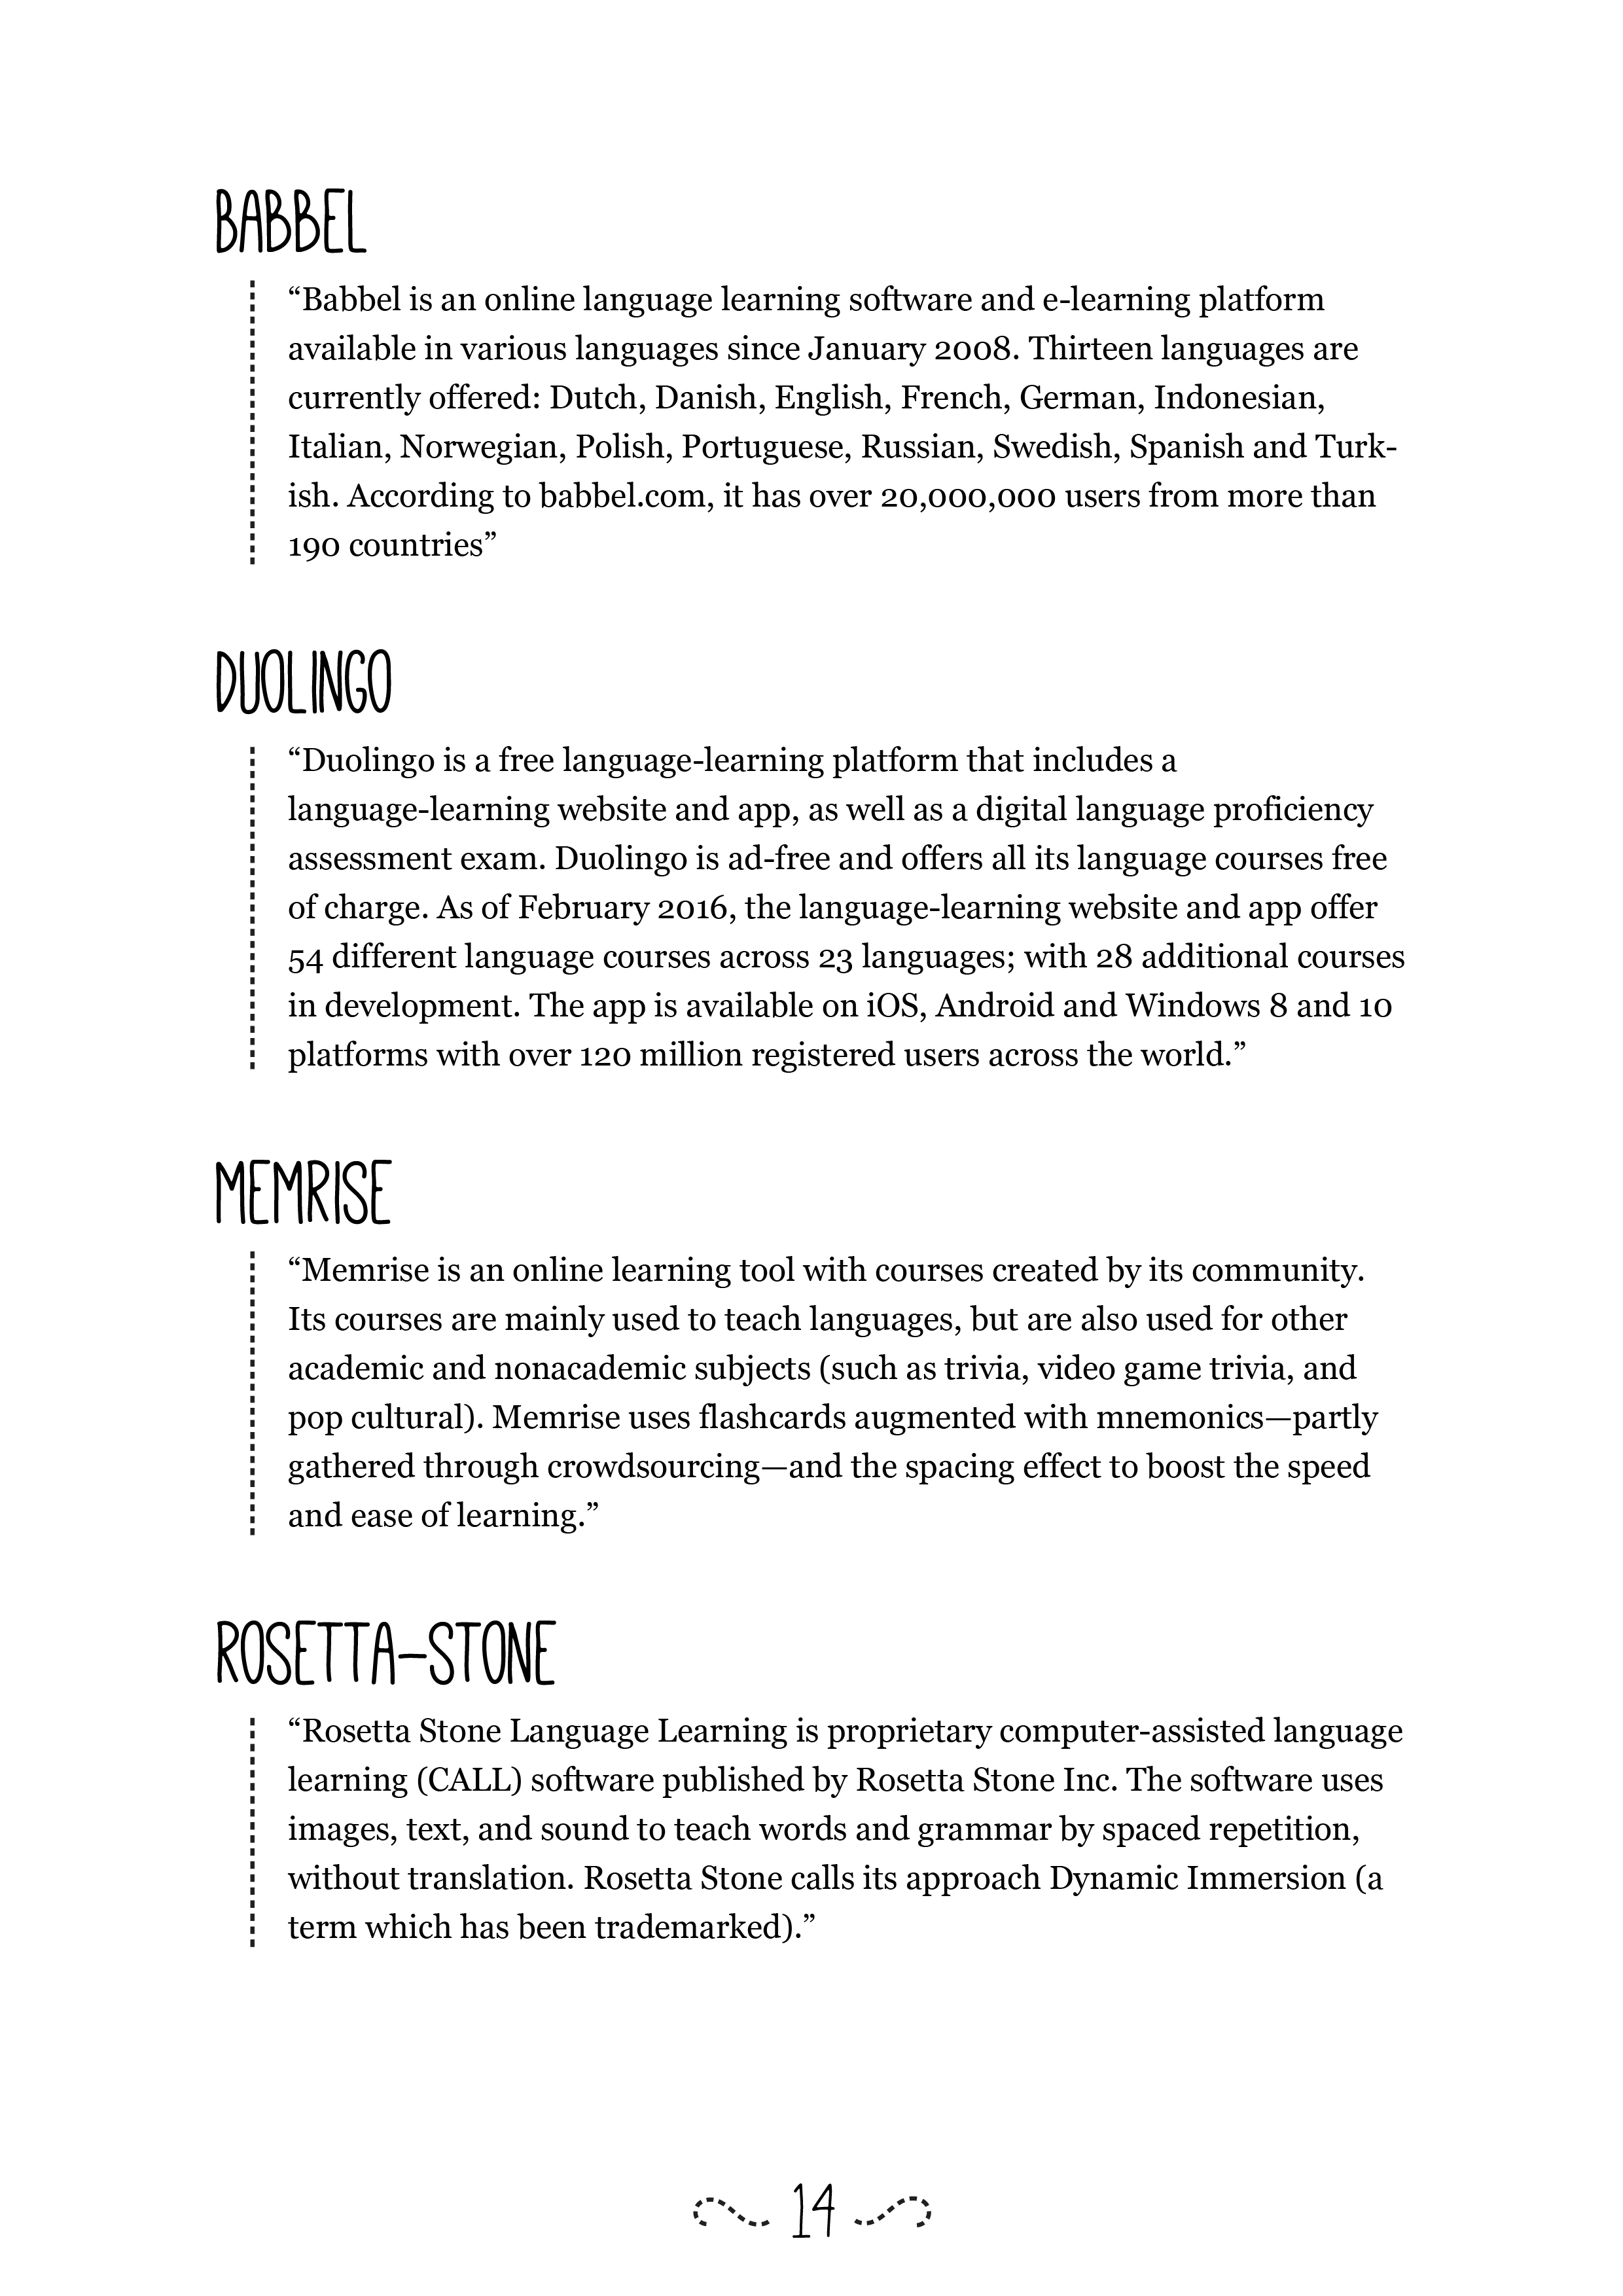 BABBEL
“Babbel is an online language learning software and e-learning platform
available in various languages since January 2008. Thirteen languages are
currently offered: Dutch, Danish, English, French, German, Indonesian,
Italian, Norwegian, Polish, Portuguese, Russian, Swedish, Spanish and Turk-
ish. According to babbel.com, it has over 20,000,000 users from more than
190 countries”
DUOLINGO
“Duolingo is a free language-learning platform that includes a
language-learning website and app, as well as a digital language proficiency
assessment exam. Duolingo is ad-free and offers all its language courses free
of charge. As of February 2016, the language-learning website and app offer
54 different language courses across 23 languages; with 28 additional courses
in development. The app is available on iOS, Android and Windows 8 and 10
platforms with over 120 million registered users across the world.”
MEMRISE
“Memrise is an online learning tool with courses created by its community.
Its courses are mainly used to teach languages, but are also used for other
academic and nonacademic subjects (such as trivia, video game trivia, and
pop cultural). Memrise uses flashcards augmented with mnemonics—partly
gathered through crowdsourcing—and the spacing effect to boost the speed
and ease of learning.”
ROSETTA-STONE
“Rosetta Stone Language Learning is proprietary computer-assisted language
learning (CALL) software published by Rosetta Stone Inc. The software uses
images, text, and sound to teach words and grammar by spaced repetition,
without translation. Rosetta Stone calls its approach Dynamic Immersion (a
term which has been trademarked).”
14